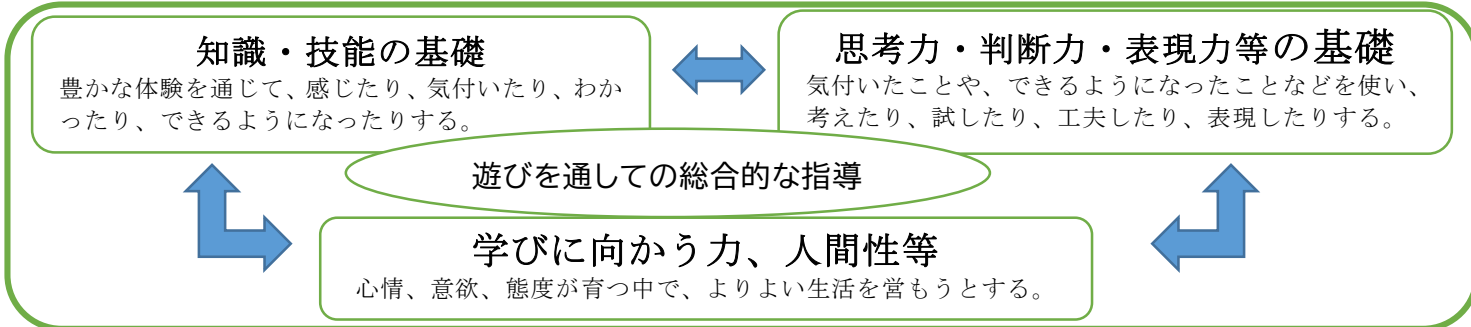 知識・技能の基礎
豊かな体験を通じて、感じたり、気付いたり、わか
ったり、できるようになったりする。
思考力・判断力・表現力等の基礎
気付いたことや、できるようになったことなどを使い、
考えたり、試したり、工夫したり、表現したりする。
遊びを通しての総合的な指導
学びに向かう力、人間性等
心情、意欲、態度が育つ中で、よりよい生活を営もうとする。